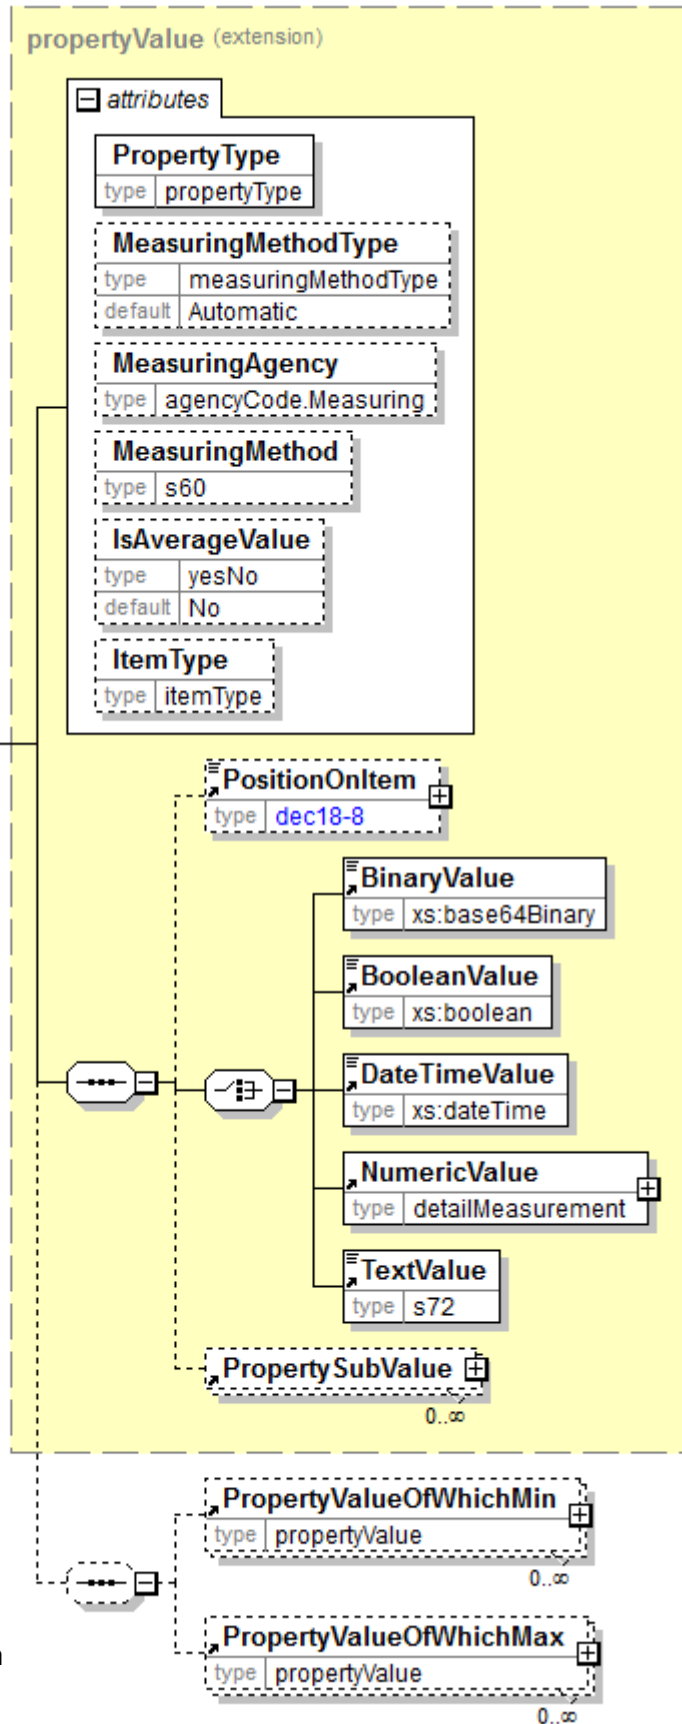 propertyValue (extension)
attributes
PropertyType
type propertyType
MeasuringMethodType
type measuringMethodType
default Automatic
MeasuringAgency
type agencyCode.Measuring
MeasuringMethod
type s60
IsAverageValue
type yesNo
default No
ItemType
type itemType
PositionOnItem
type dec18-8
BinaryValue
type xs:base64Binary
BooleanValue
type xs:boolean
DateTimeValue
type xs:dateTime
NumericValue
type detailMeasurement
TextValue
type s72
PropertySubValue
0..∞
PropertyValueOfWhichMin
type propertyValue
0..∞
PropertyValueOfWhichMax
type propertyValue
0..∞